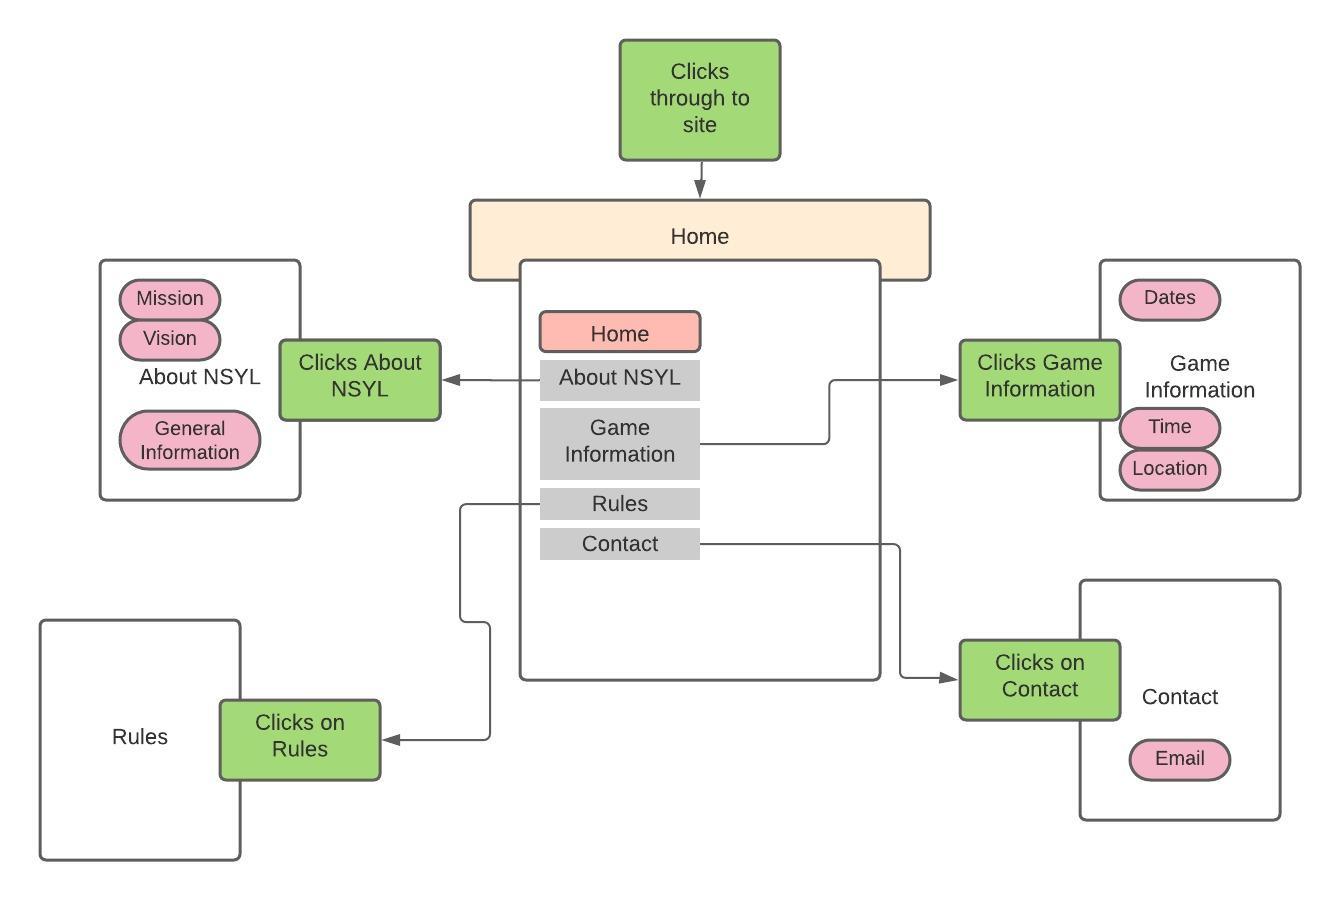 Clicks
through to
site
Home
Mission
Vision
About NSYL
General
Information
Clicks About
NSYL
Home
About NSYL
Game
Information
Rules
Contact
Clicks Game
Information
Dates
Game
Information
Time
Location
Rules
Clicks on
Rules
Clicks on
Contact
Contact
Email